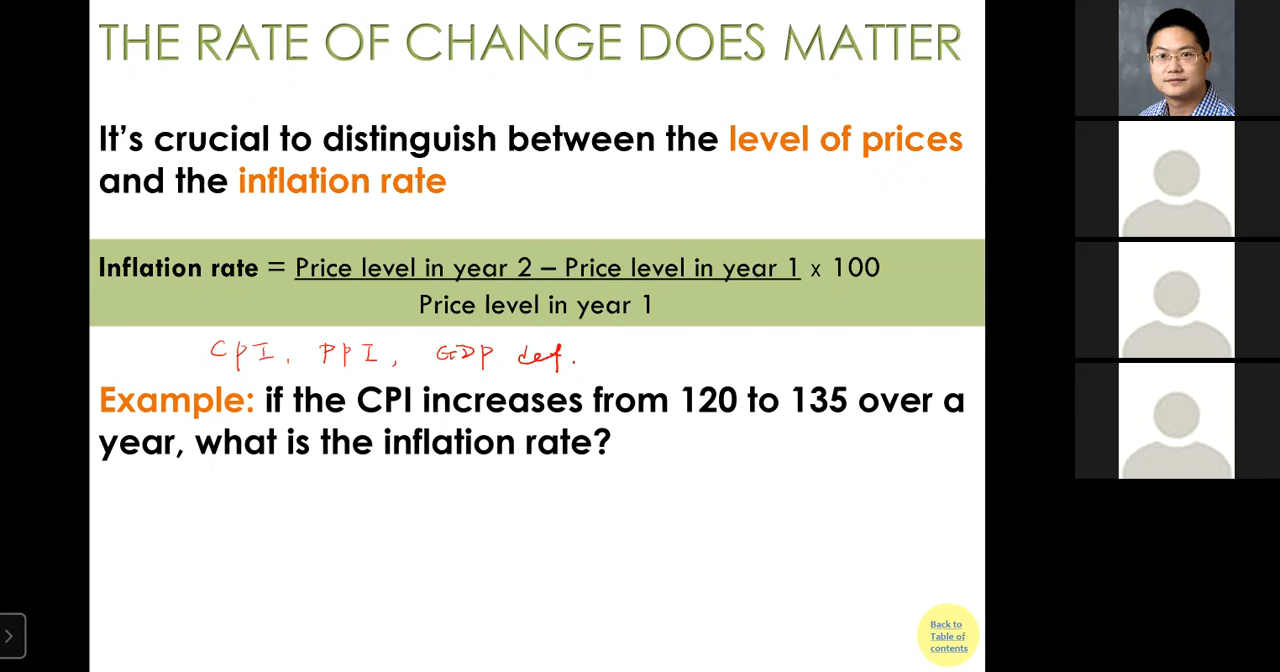 THE RATE OF CHANGE DOES MATTER
It’s crucial to distinguish between the level of prices
and the inflation rate
Inflation rate = Price level in year 2 – Price level in year 1 x 100
Price level in year 1
CPI, PPI, GDP def.
Example: if the CPI increases from 120 to 135 over a
year, what is the inflation rate?
Back to
Table of
contents